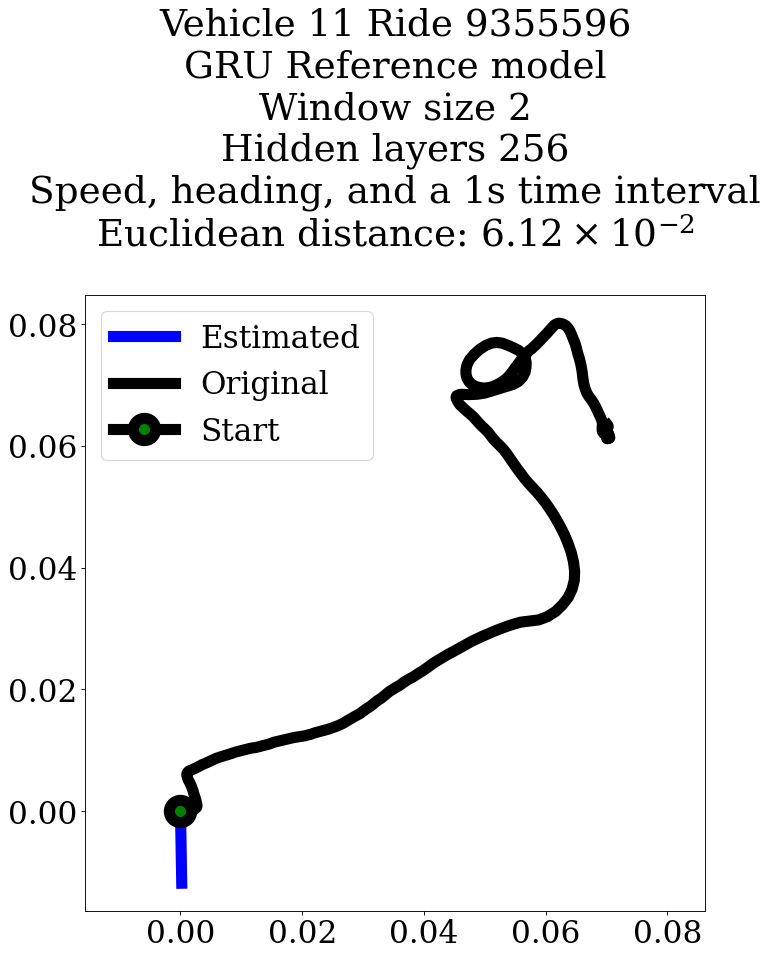 Vehicle 11 Ride 9355596
GRU Reference model
Window size 2
Hidden layers 256
Speed, heading, and a 1s time interval
Euclidean distance: 6.12 × 10⁻²
Estimated
Original
Start
0.08
0.06
0.04
0.02
0.00
0.00 0.02 0.04 0.06 0.08